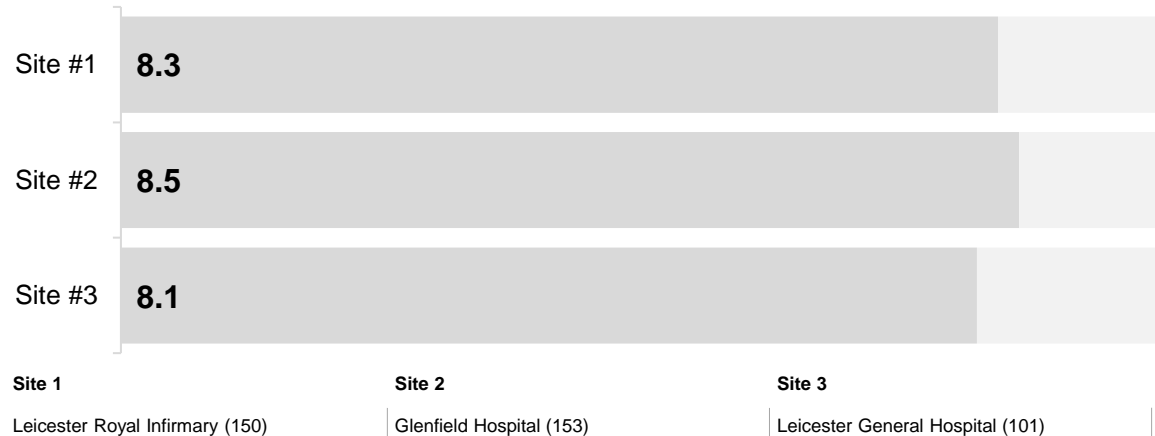 Site #1 8.3
Site #2 8.5
Site #3 8.1
Site 1 Site 2 Site 3
Leicester Royal Infirmary (150) Glenfield Hospital (153) Leicester General Hospital (101)